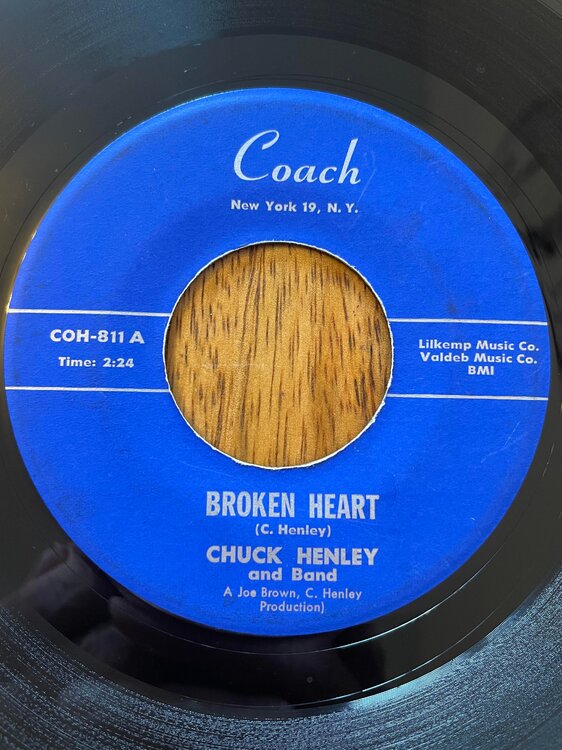 Coach
New York 19, N. Y.
COH-811 A
Time: 2:24
Lilkemp Music Co.
Valdeb Music Co.
BMI
BROKEN HEART
(C. Henley)
CHUCK HENLEY
and Band
A Joe Brown, C. Henley
Production)